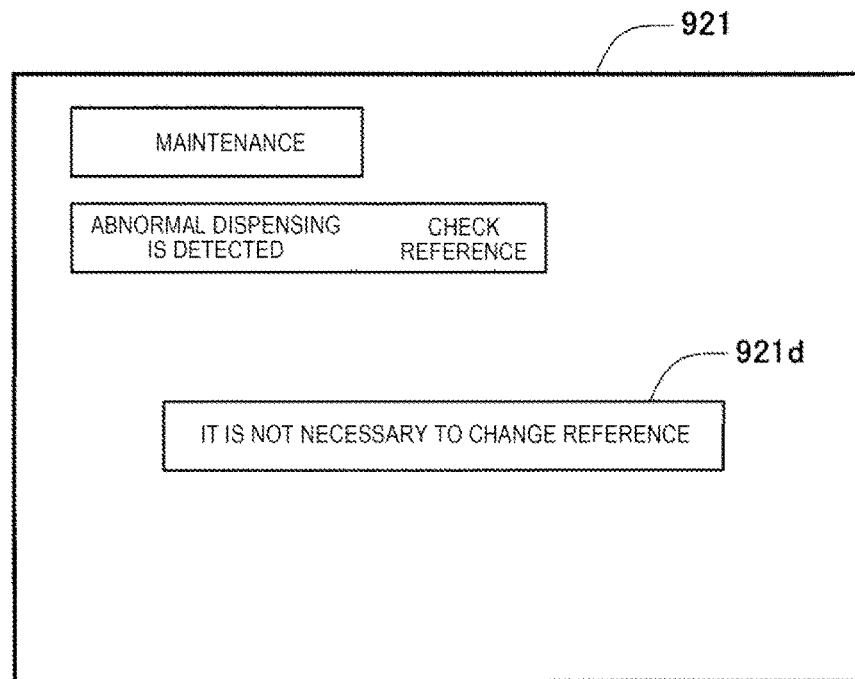 921
MAINTENANCE
ABNORMAL DISPENSING
IS DETECTED
CHECK
REFERENCE
921d
IT IS NOT NECESSARY TO CHANGE REFERENCE